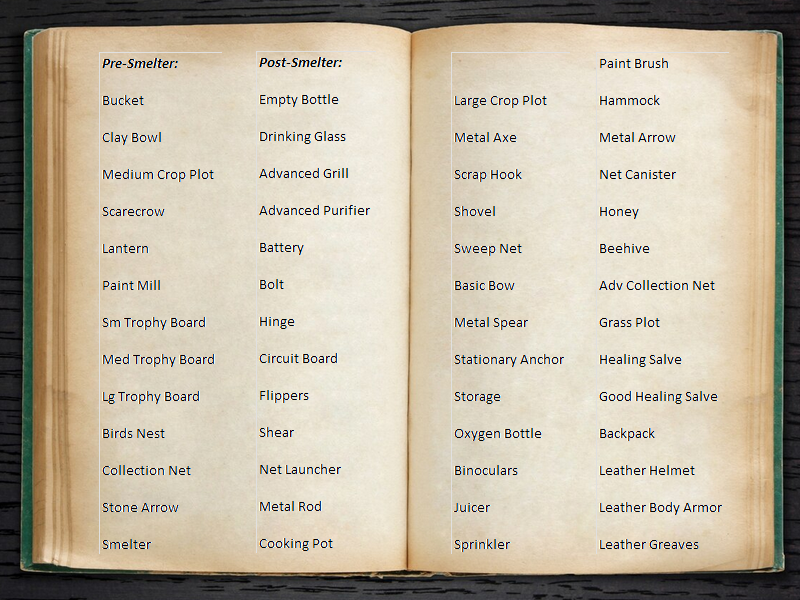 Pre-Smelter:
Bucket
Clay Bowl
Medium Crop Plot
Scarecrow
Lantern
Paint Mill
Sm Trophy Board
Med Trophy Board
Lg Trophy Board
Birds Nest
Collection Net
Stone Arrow
Smelter
Post-Smelter:
Empty Bottle
Drinking Glass
Advanced Grill
Advanced Purifier
Battery
Bolt
Hinge
Circuit Board
Flippers
Shear
Net Launcher
Metal Rod
Cooking Pot
Large Crop Plot
Metal Axe
Scrap Hook
Shovel
Sweep Net
Basic Bow
Metal Spear
Stationary Anchor
Storage
Oxygen Bottle
Binoculars
Juicer
Sprinkler
Paint Brush
Hammock
Metal Arrow
Net Canister
Honey
Beehive
Adv Collection Net
Grass Plot
Healing Salve
Good Healing Salve
Backpack
Leather Helmet
Leather Body Armor
Leather Greaves